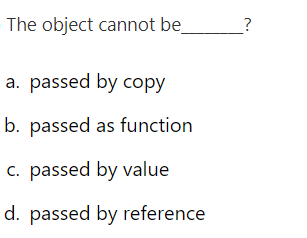 The object cannot be_______?
a. passed by copy
b. passed as function
c. passed by value
d. passed by reference